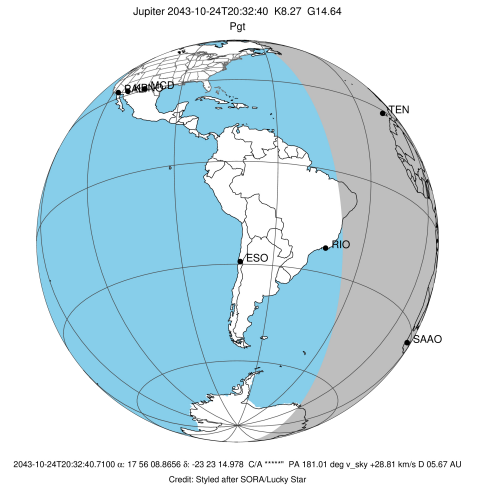 Jupiter 2043-10-24T20:32:40 K8.27 G14.64
Pgt
MCD
TEN
RIO
ESO
SAAO
2043-10-24T20:32:40.7100 α: 17 56 08.8656 δ: -23 23 14.978 C/A *****" PA 181.01 deg v_sky +28.81 km/s D 05.67 AU
Credit: Styled after SORA/Lucky Star